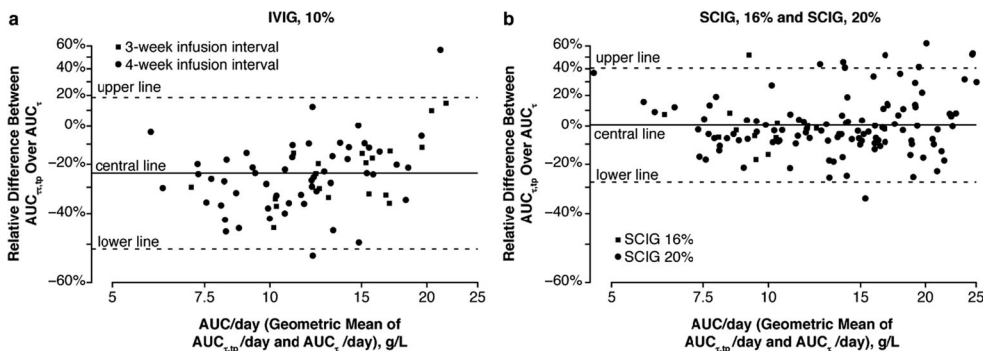 a
IVIG, 10%
Relative Difference Between
AUCττ,tp Over AUCτ
60%
40%
20%
0%
−20%
−40%
−60%
3-week infusion interval
4-week infusion interval
upper line
central line
lower line
5
7.5
10
15
20
25
AUC/day (Geometric Mean of
AUCτ,tp/day and AUCτ/day), g/L
b
SCIG, 16% and SCIG, 20%
Relative Difference Between
AUCτ,tp Over AUCτ
60%
40%
20%
0%
−20%
−40%
−60%
upper line
central line
lower line
SCIG 16%
SCIG 20%
5
7.5
10
15
20
25
AUC/day (Geometric Mean of
AUCτ,tp/day and AUCτ/day), g/L